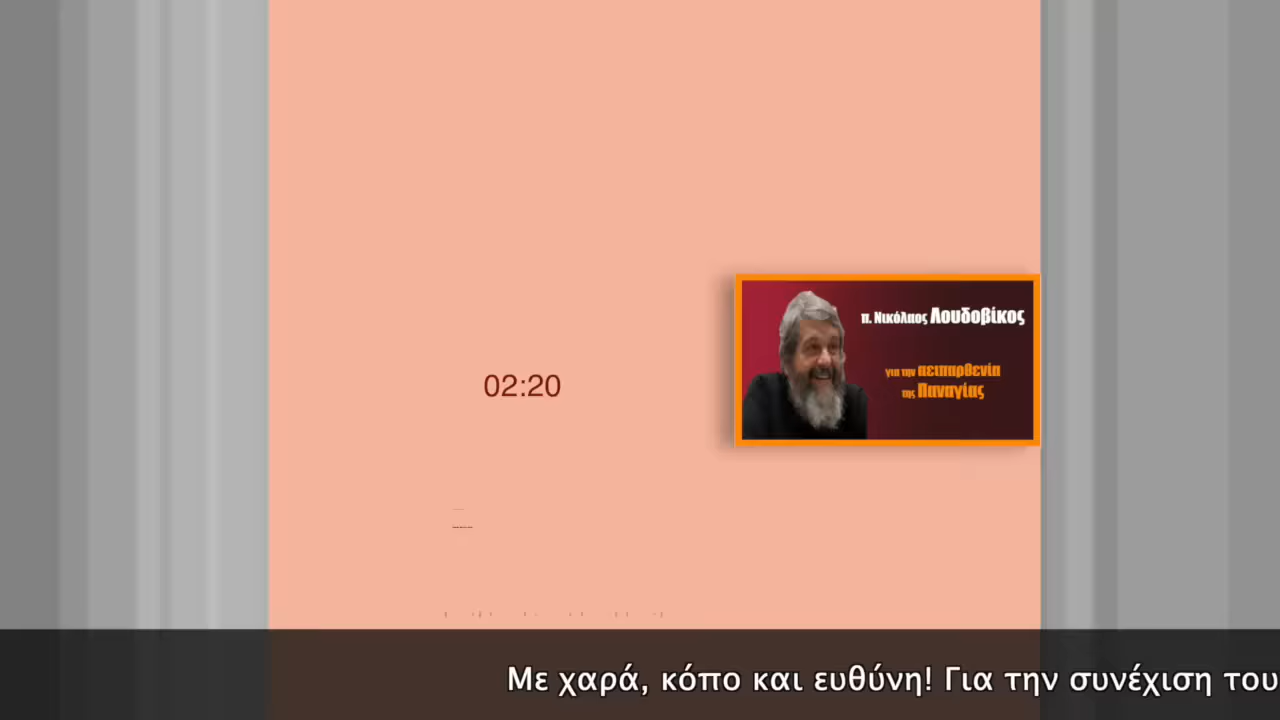 π. Νικόλαος Λουδοβίκος
για την αειπαρθενία
της Παναγίας
02:20
Με χαρά, κόπο και ευθύνη! Για την συνέχιση του